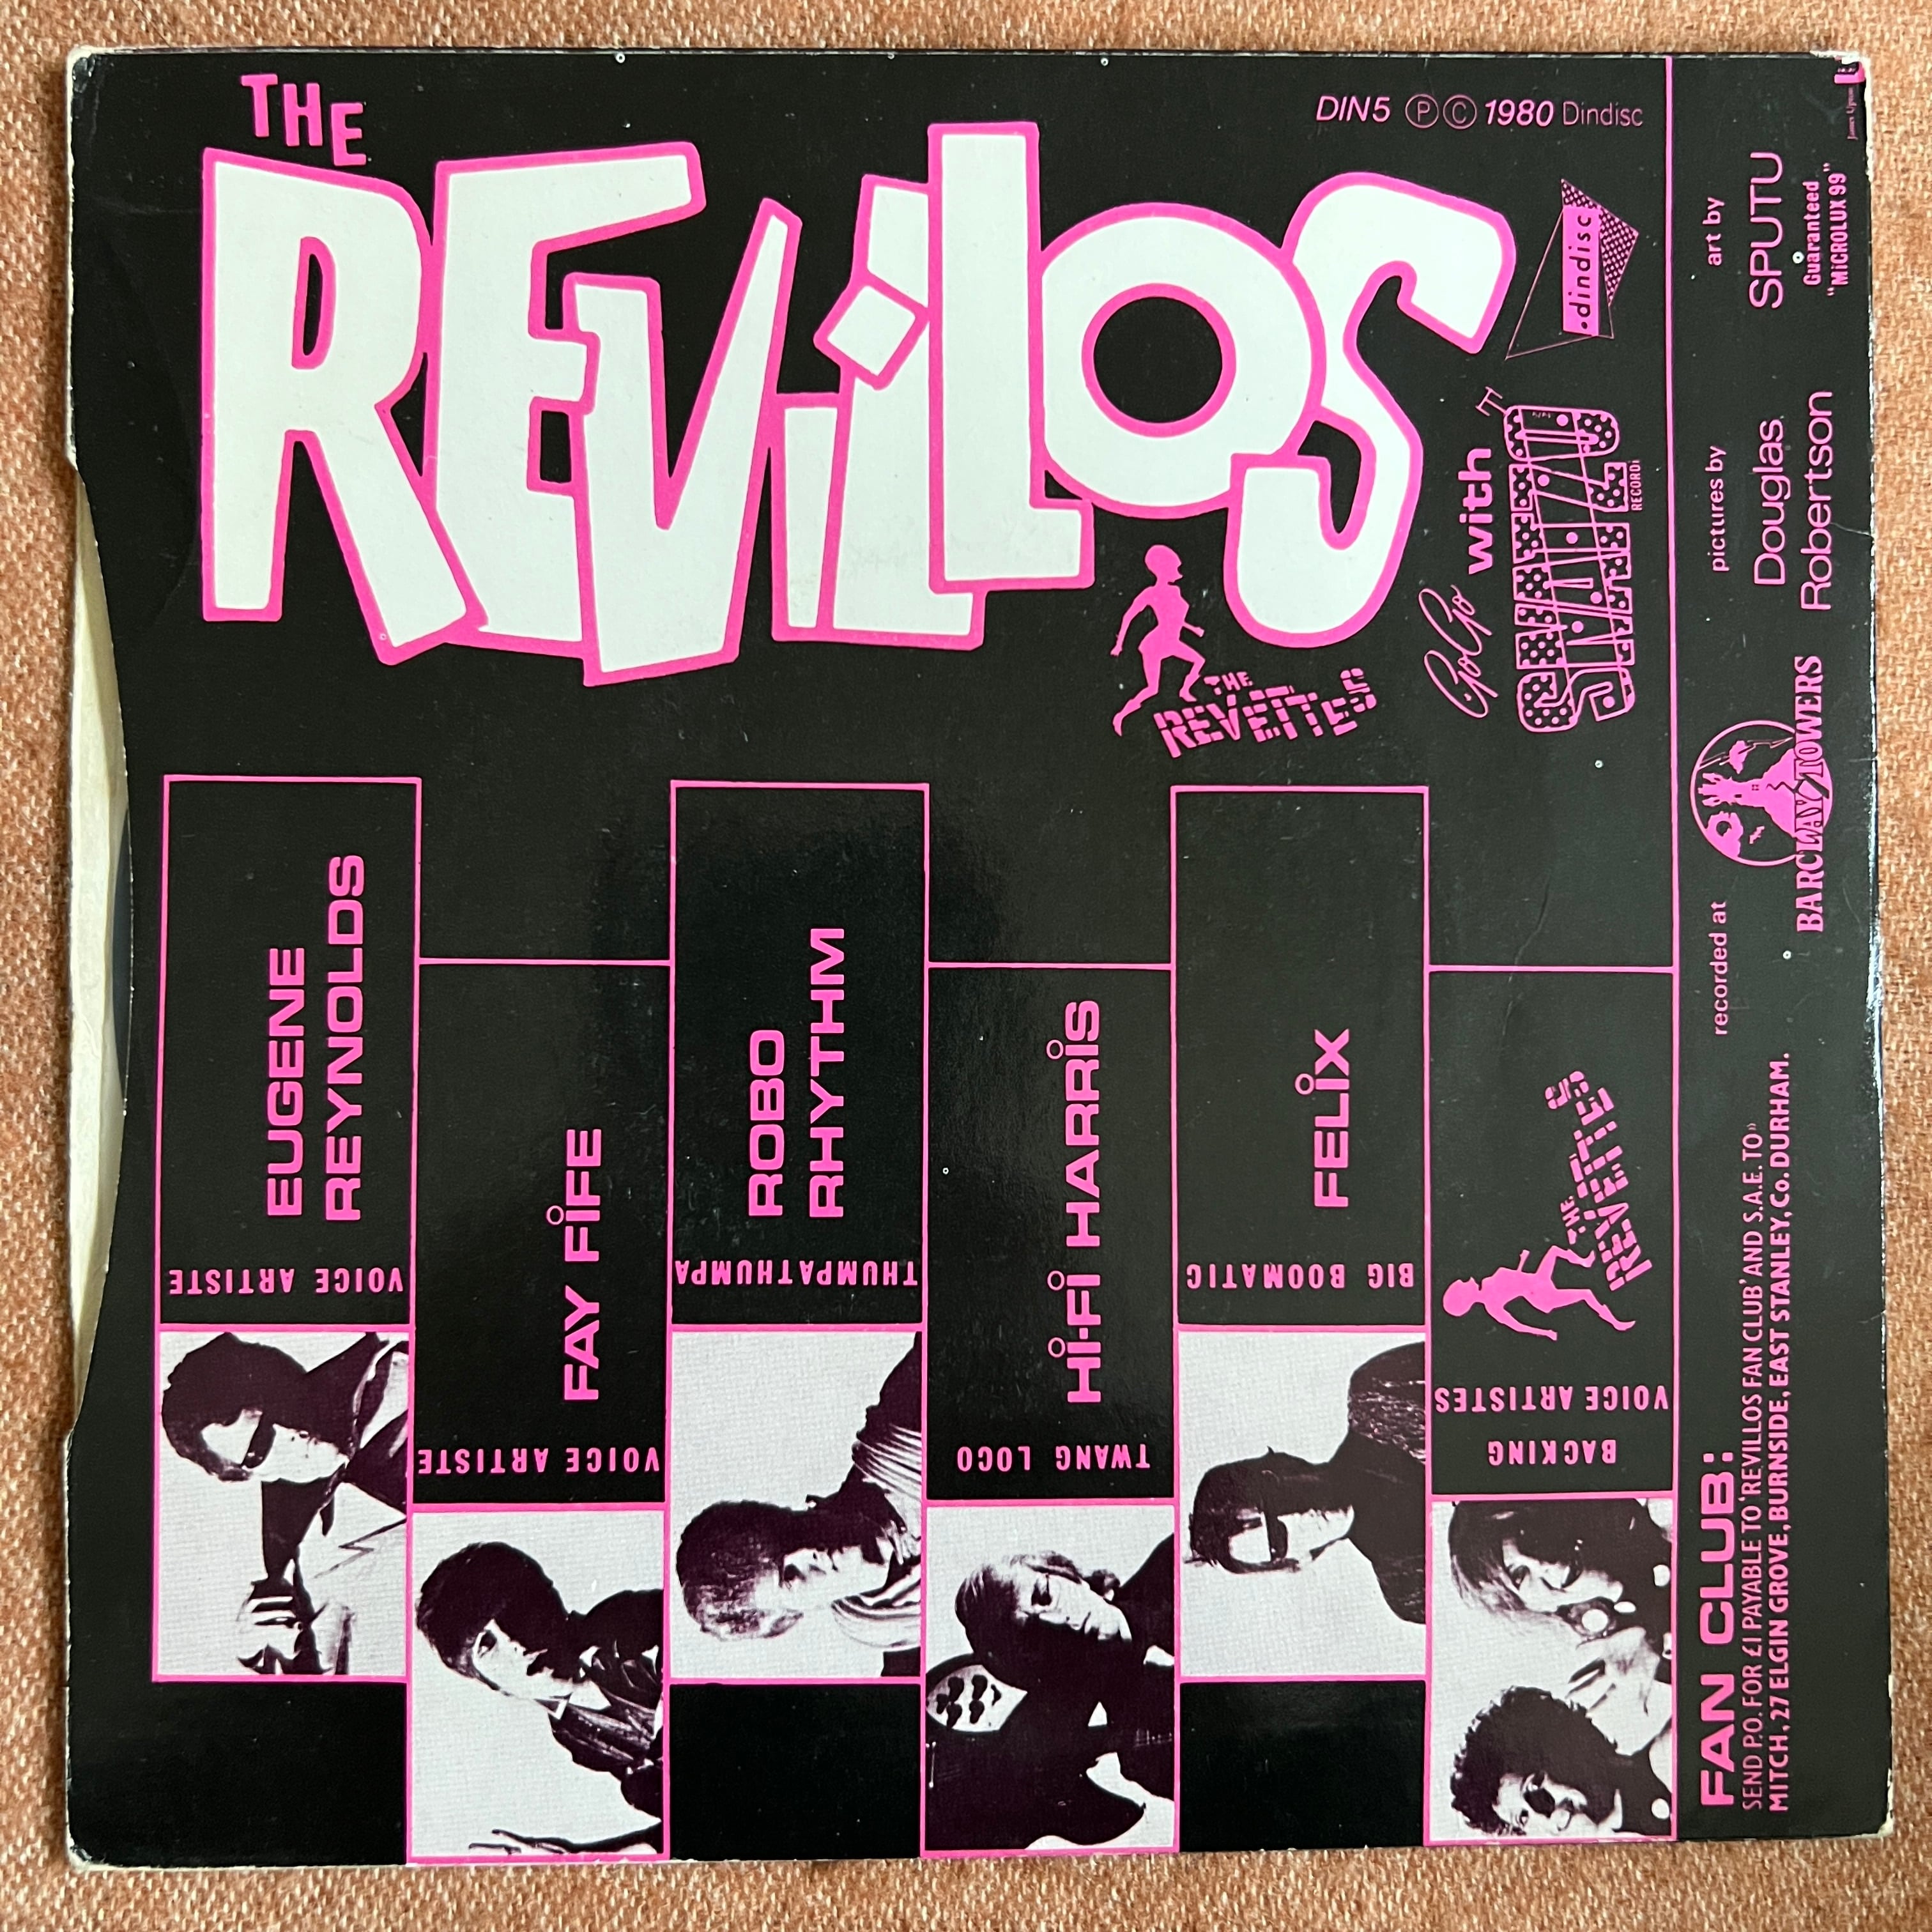 THE
REViLOS
DIN5 Ⓟ Ⓒ 1980 Dindisc
.dindisc
GoGo with
SNATZO
RECORDi
THE
REVETTES
EUGENE
REYNOLDS
VOICE ARTISTE
FAY FIFE
VOICE ARTISTE
ROBO
RHYTHM
THUMPATHUMPA
Hi-Fi HARRiS
TWANG LOCO
FELiX
BIG BOOMATIC
THE
REVETTES
BACKING
VOICE ARTISTES
FAN CLUB:
SEND P.O. FOR £1 PAYABLE TO 'REVILLOS FAN CLUB' AND S.A.E. TO»
MITCH, 27 ELGIN GROVE, BURNSIDE, EAST STANLEY, Co. DURHAM.
recorded at
BARCLAY TOWERS
pictures by
Douglas
Robertson
art by
SPUTU
Guaranteed
"MiCROLUX 99"